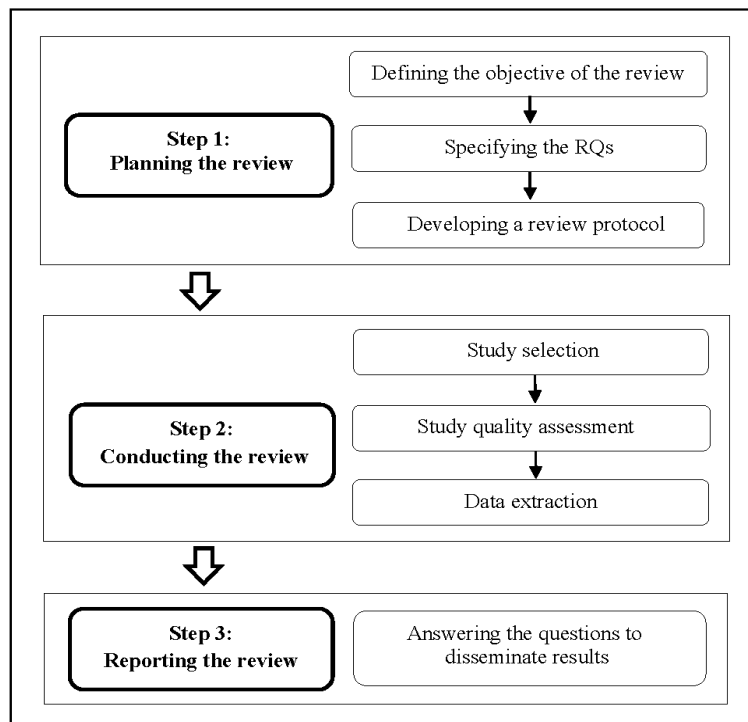 Step 1:
Planning the review
Defining the objective of the review
Specifying the RQs
Developing a review protocol
Step 2:
Conducting the review
Study selection
Study quality assessment
Data extraction
Step 3:
Reporting the review
Answering the questions to
disseminate results